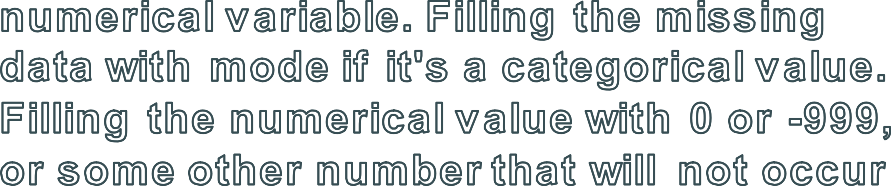 numerical variable. Filling the missing
data with mode if it's a categorical value.
Filling the numerical value with 0 or -999,
or some other number that will not occur